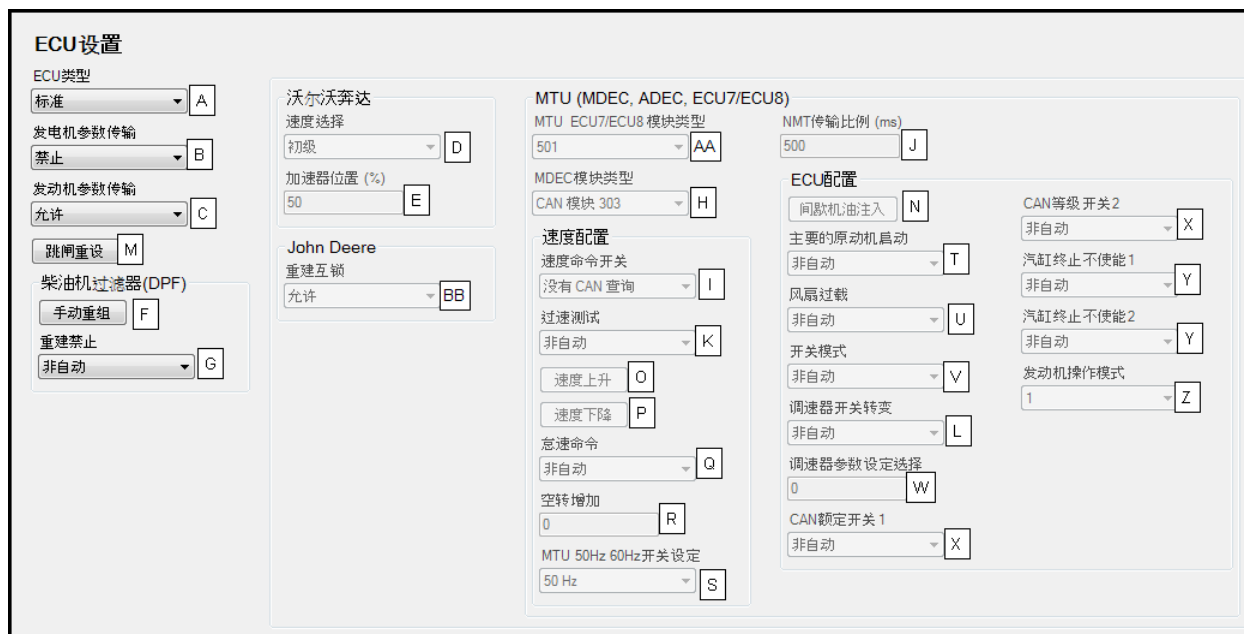 ECU设置
ECU类型
标准 A
发电机参数传输
禁止 B
发动机参数传输
允许 C
跳闸重设 M
柴油机过滤器(DPF)
手动重组 F
重建禁止
非自动 G
沃尔沃奔达
速度选择
初级 D
加速器位置 (%)
50 E
John Deere
重建互锁
允许 BB
MTU (MDEC, ADEC, ECU7/ECU8)
MTU ECU7/ECU8 模块类型
501 AA
MDEC模块类型
CAN 模块 303 H
速度配置
速度命令开关
没有 CAN 查询 I
过速测试
非自动 K
速度上升 O
速度下降 P
怠速命令
非自动 Q
空转增加
0 R
MTU 50Hz 60Hz开关设定
50 Hz S
NMT传输比例 (ms)
500 J
ECU配置
间歇机油注入 N
主要的原动机启动
非自动 T
风扇过载
非自动 U
开关模式
非自动 V
调速器开关转变
非自动 L
调速器参数设定选择
0 W
CAN额定开关1
非自动 X
CAN等级 开关2
非自动 X
汽缸终止不使能1
非自动 Y
汽缸终止不使能2
非自动 Y
发动机操作模式
1 Z